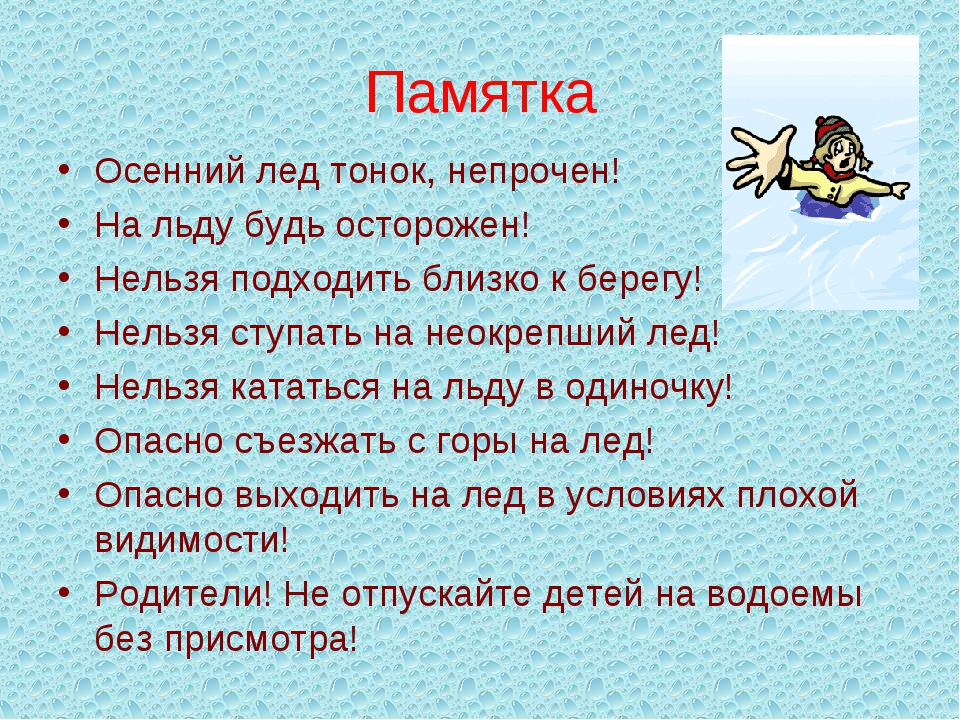 Памятка
• Осенний лед тонок, непрочен!
• На льду будь осторожен!
• Нельзя подходить близко к берегу!
• Нельзя ступать на неокрепший лед!
• Нельзя кататься на льду в одиночку!
• Опасно съезжать с горы на лед!
• Опасно выходить на лед в условиях плохой
видимости!
• Родители! Не отпускайте детей на водоемы
без присмотра!